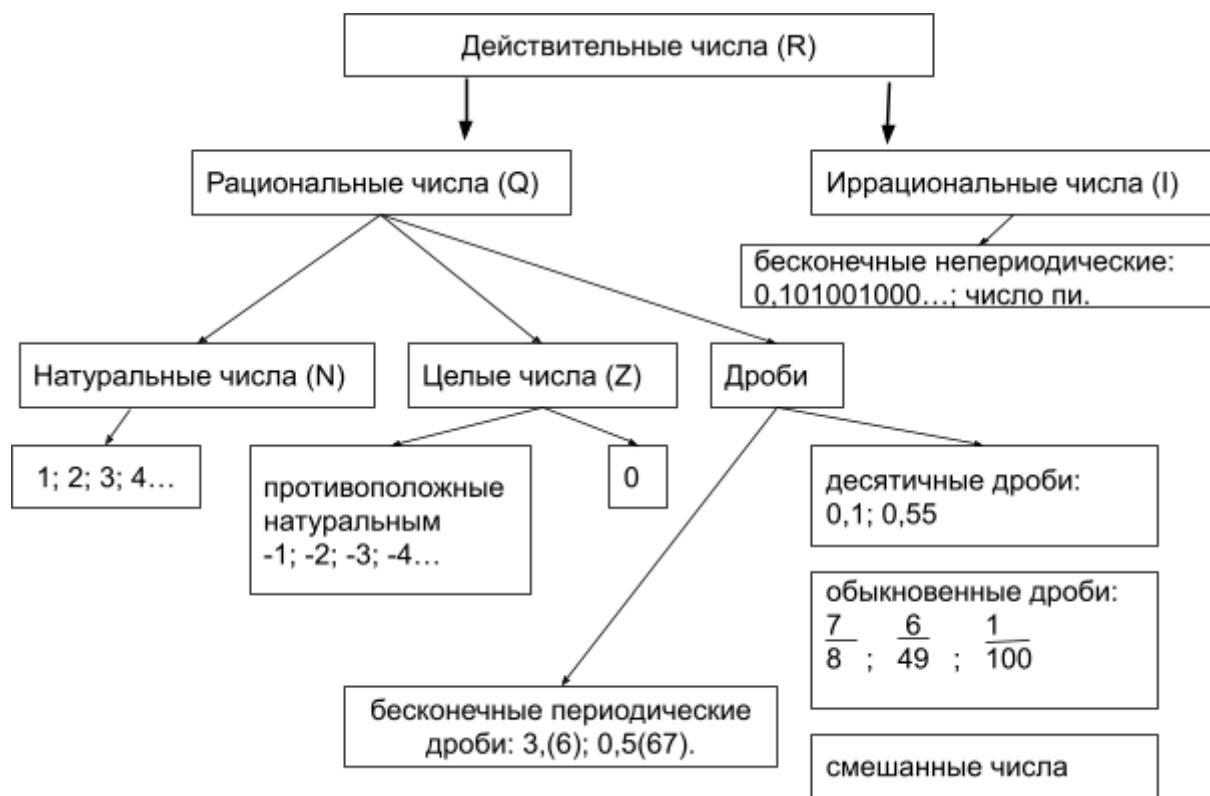 Действительные числа (R)
Рациональные числа (Q)
Иррациональные числа (I)
бесконечные непериодические:
0,101001000…; число пи.
Натуральные числа (N)
Целые числа (Z)
Дроби
1; 2; 3; 4…
противоположные
натуральным
-1; -2; -3; -4…
0
десятичные дроби:
0,1; 0,55
обыкновенные дроби:
7/8 ; 6/49 ; 1/100
бесконечные периодические
дроби: 3,(6); 0,5(67).
смешанные числа